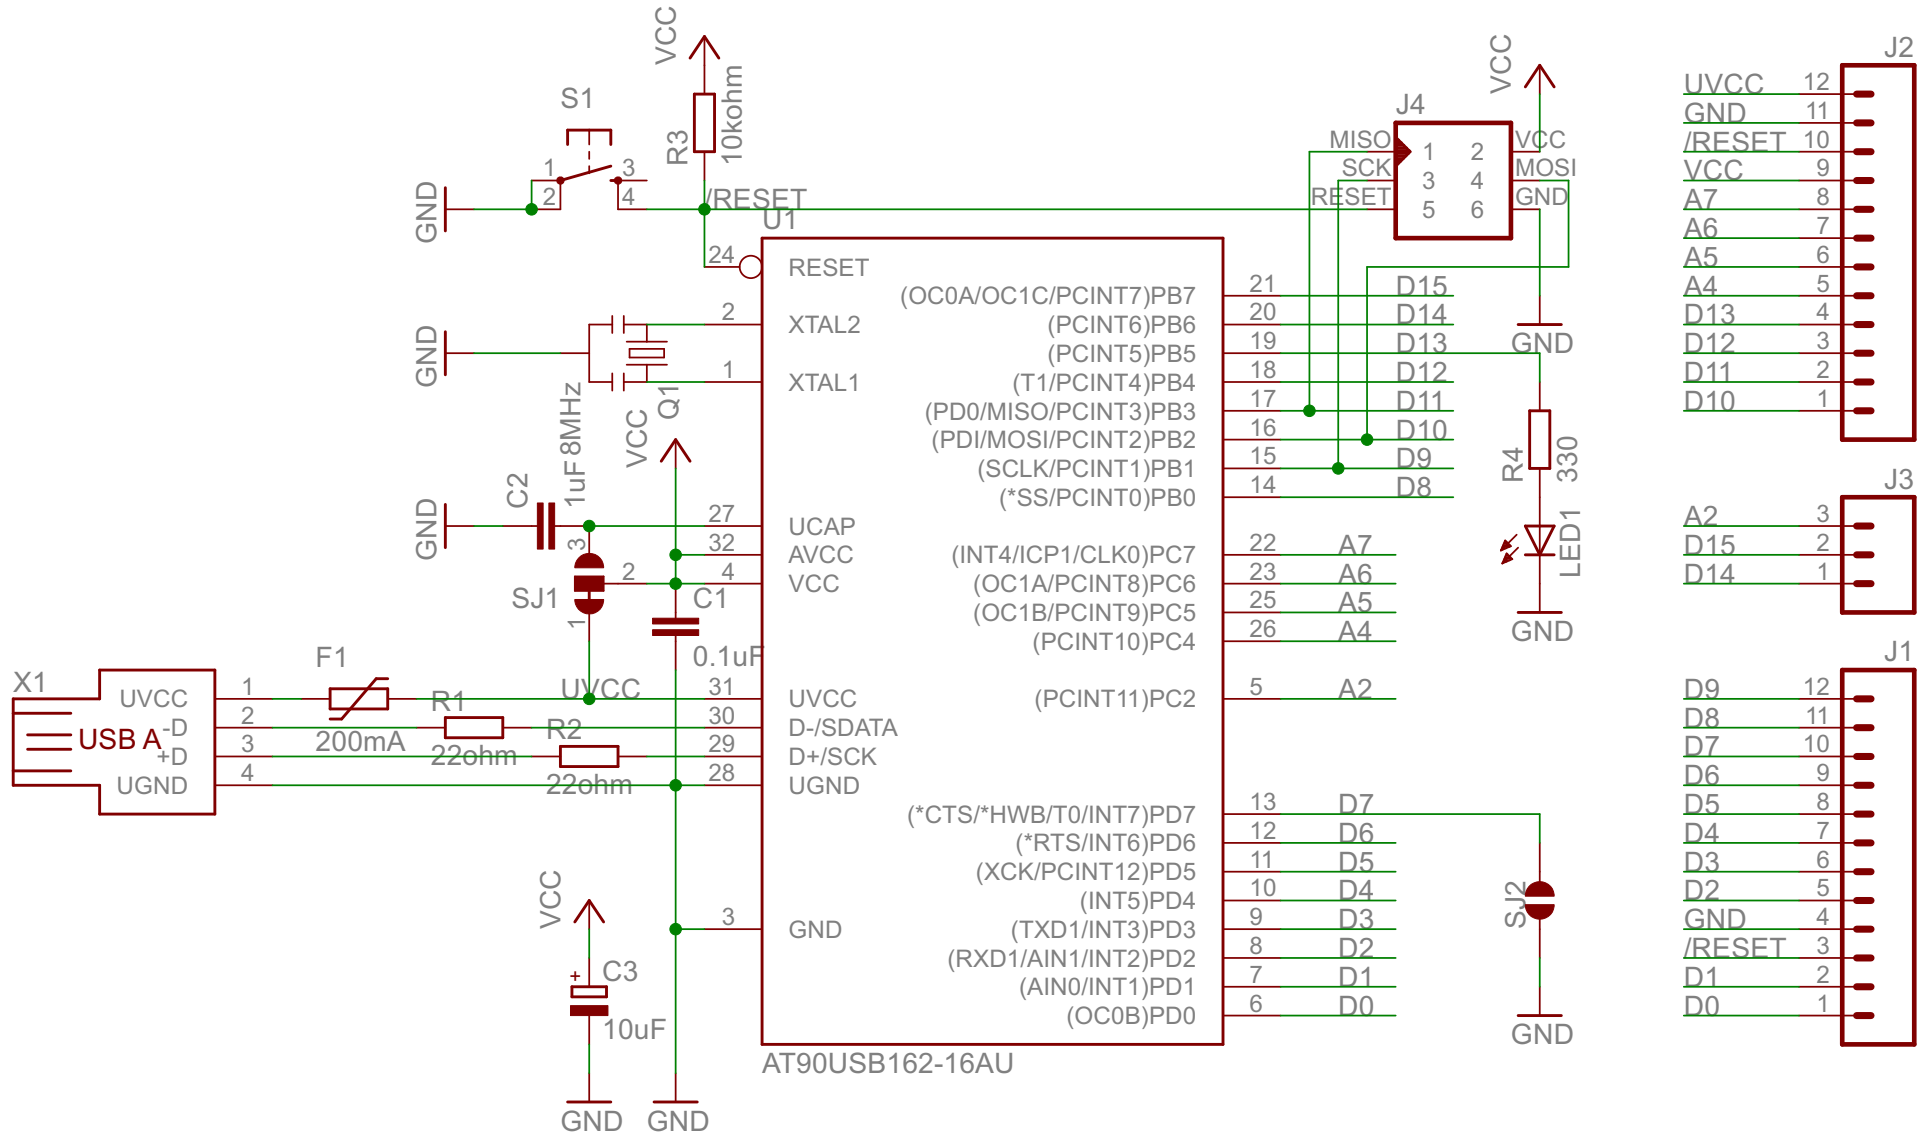 VCC
S1
R3
10kohm
1
3
2
4
GND
/RESET
VCC
J4
MISO
1
2
VCC
SCK
3
4
MOSI
RESET
5
6
GND
GND
U1
24
RESET
2
XTAL2
1
XTAL1
GND
Q1
8MHz
VCC
C2
1uF
GND
27
UCAP
32
AVCC
4
VCC
3
2
1
SJ1
C1
0.1uF
X1
USB A
UVCC
1
-D
2
+D
3
UGND
4
F1
200mA
R1
22ohm
R2
22ohm
UVCC
31
UVCC
30
D-/SDATA
29
D+/SCK
28
UGND
3
GND
VCC
+
C3
10uF
GND
GND
AT90USB162-16AU
(OC0A/OC1C/PCINT7)PB7
21
D15
(PCINT6)PB6
20
D14
(PCINT5)PB5
19
D13
(T1/PCINT4)PB4
18
D12
(PD0/MISO/PCINT3)PB3
17
D11
(PDI/MOSI/PCINT2)PB2
16
D10
(SCLK/PCINT1)PB1
15
D9
(*SS/PCINT0)PB0
14
D8
(INT4/ICP1/CLK0)PC7
22
A7
(OC1A/PCINT8)PC6
23
A6
(OC1B/PCINT9)PC5
25
A5
(PCINT10)PC4
26
A4
(PCINT11)PC2
5
A2
(*CTS/*HWB/T0/INT7)PD7
13
D7
(*RTS/INT6)PD6
12
D6
(XCK/PCINT12)PD5
11
D5
(INT5)PD4
10
D4
(TXD1/INT3)PD3
9
D3
(RXD1/AIN1/INT2)PD2
8
D2
(AIN0/INT1)PD1
7
D1
(OC0B)PD0
6
D0
R4
330
LED1
GND
SJ2
GND
J2
UVCC 12
GND 11
/RESET 10
VCC 9
A7 8
A6 7
A5 6
A4 5
D13 4
D12 3
D11 2
D10 1
J3
A2 3
D15 2
D14 1
J1
D9 12
D8 11
D7 10
D6 9
D5 8
D4 7
D3 6
D2 5
GND 4
/RESET 3
D1 2
D0 1